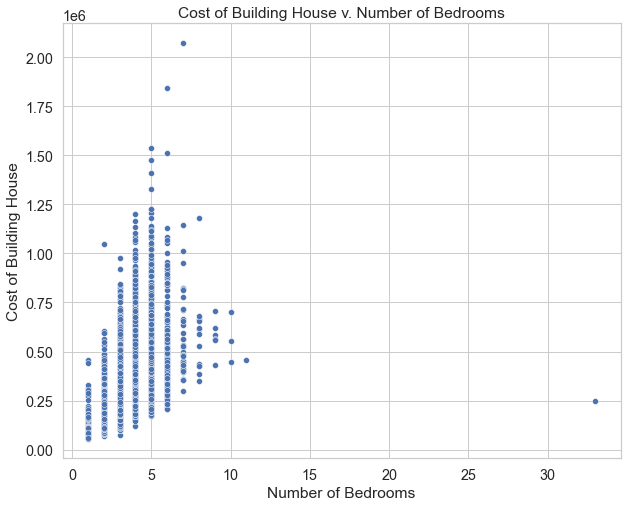 Cost of Building House v. Number of Bedrooms
1e6
2.00
1.75
1.50
1.25
1.00
0.75
0.50
0.25
0.00
Cost of Building House
0 5 10 15 20 25 30
Number of Bedrooms